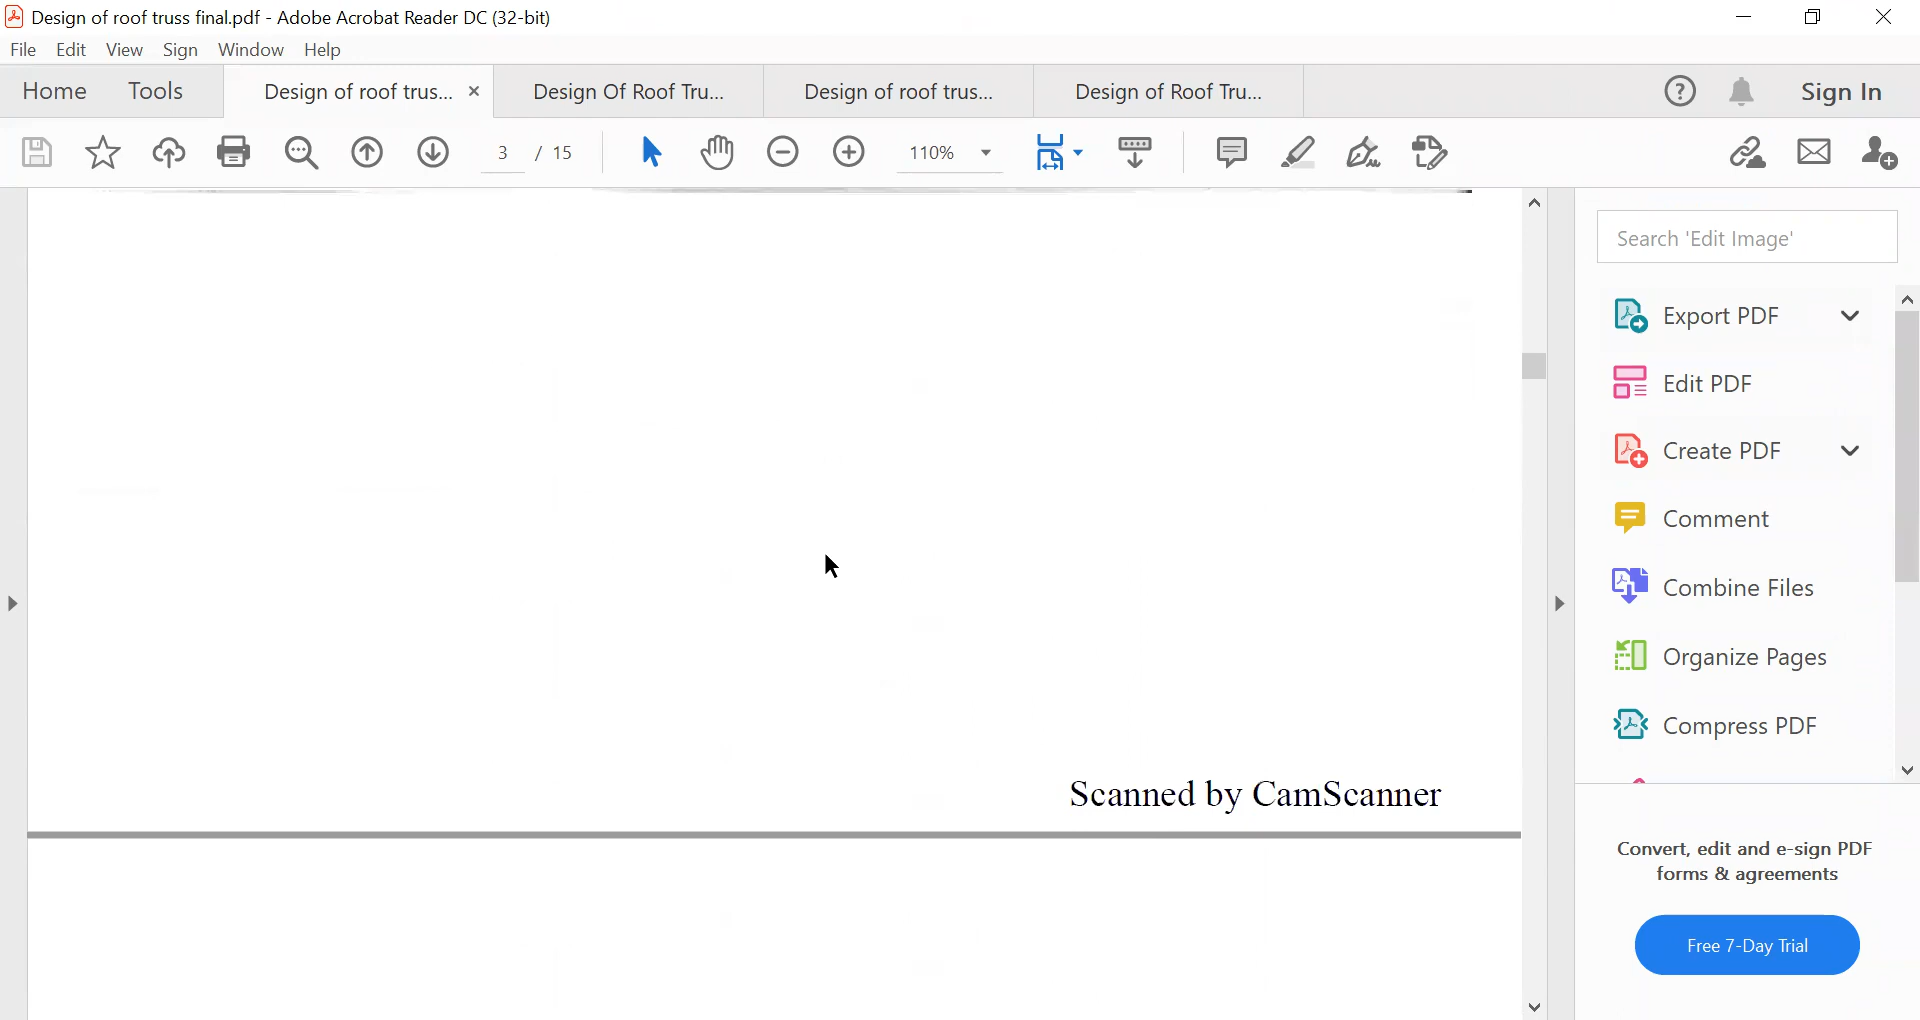 Design of roof truss final.pdf - Adobe Acrobat Reader DC (32-bit)
File Edit View Sign Window Help
Home Tools Design of roof trus... Design Of Roof Tru... Design of roof trus... Design of Roof Tru... Sign In
3 / 15 110%
Search 'Edit Image'
Export PDF
Edit PDF
Create PDF
Comment
Combine Files
Organize Pages
Compress PDF
Scanned by CamScanner
Convert, edit and e-sign PDF
forms & agreements
Free 7-Day Trial